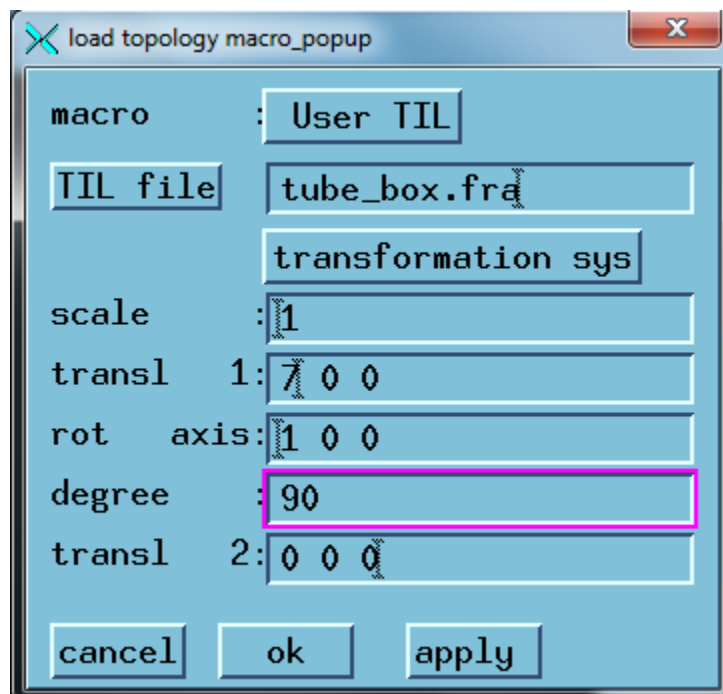 load topology macro_popup
x
macro : User TIL
TIL file tube_box.fra
transformation sys
scale :1
transl 1:7 0 0
rot axis:1 0 0
degree :90
transl 2:0 0 0
cancel ok apply